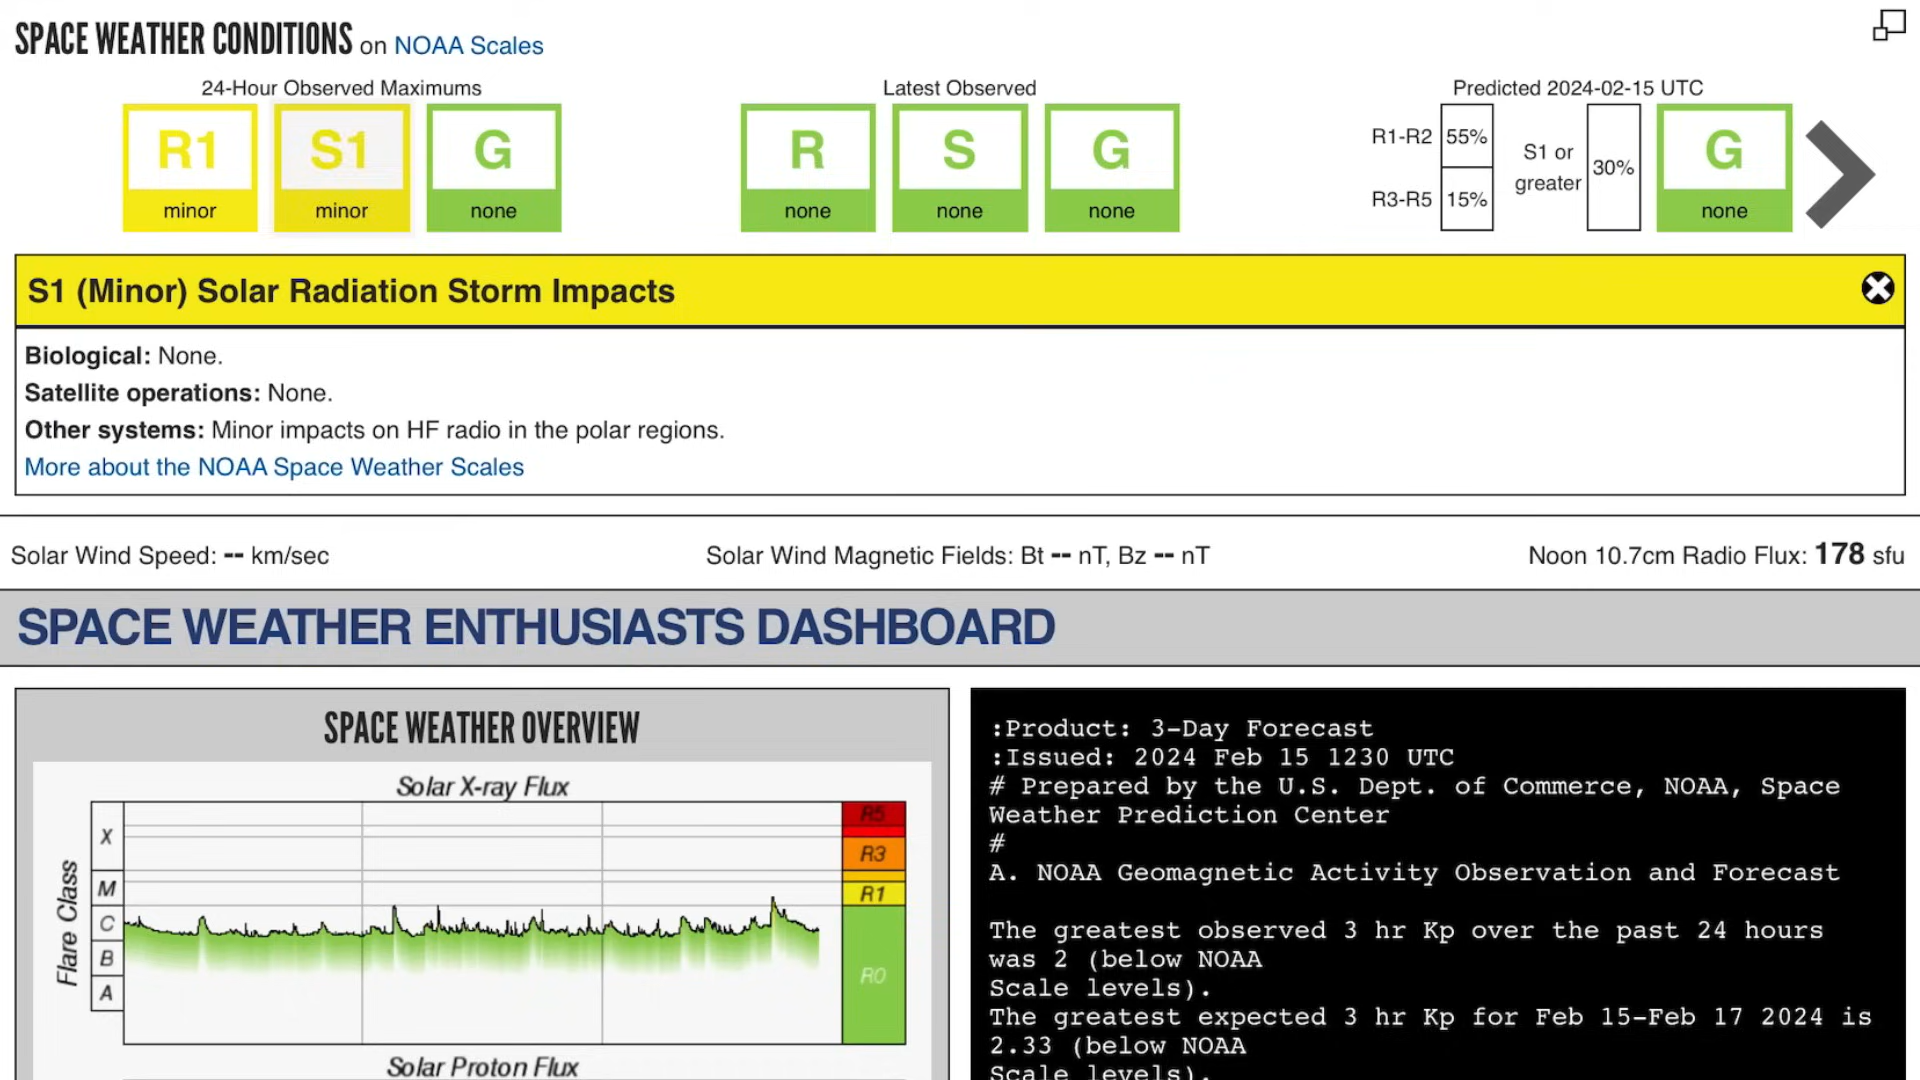 SPACE WEATHER CONDITIONS on NOAA Scales
24-Hour Observed Maximums
R1
minor
S1
minor
G
none
Latest Observed
R
none
S
none
G
none
Predicted 2024-02-15 UTC
R1-R2 55%
R3-R5 15%
S1 or
greater
30%
G
none
S1 (Minor) Solar Radiation Storm Impacts
Biological: None.
Satellite operations: None.
Other systems: Minor impacts on HF radio in the polar regions.
More about the NOAA Space Weather Scales
Solar Wind Speed: -- km/sec
Solar Wind Magnetic Fields: Bt -- nT, Bz -- nT
Noon 10.7cm Radio Flux: 178 sfu
SPACE WEATHER ENTHUSIASTS DASHBOARD
SPACE WEATHER OVERVIEW
Solar X-ray Flux
Flare Class
X
M
C
B
A
R5
R3
R1
R0
Solar Proton Flux
:Product: 3-Day Forecast
:Issued: 2024 Feb 15 1230 UTC
# Prepared by the U.S. Dept. of Commerce, NOAA, Space
Weather Prediction Center
#
A. NOAA Geomagnetic Activity Observation and Forecast
The greatest observed 3 hr Kp over the past 24 hours
was 2 (below NOAA
Scale levels).
The greatest expected 3 hr Kp for Feb 15-Feb 17 2024 is
2.33 (below NOAA
Scale levels).